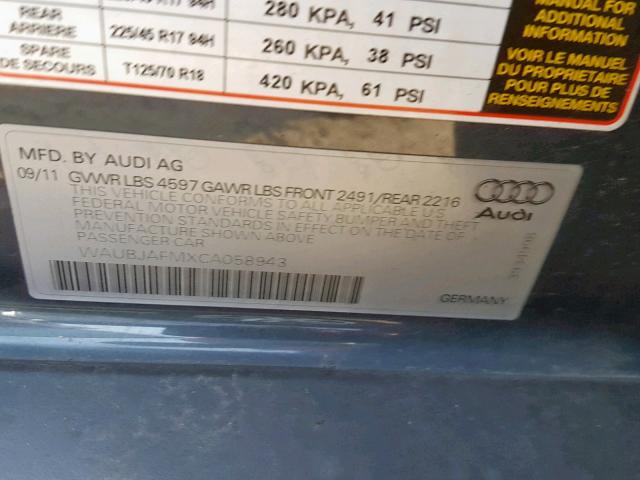 280 KPA, 41 PSI
REAR
ARRIERE
225/45 R17 94H
260 KPA, 38 PSI
SPARE
DE SECOURS
T125/70 R18
420 KPA, 61 PSI
MANUAL FOR
ADDITIONAL
INFORMATION
VOIR LE MANUEL
DU PROPRIETAIRE
POUR PLUS DE
RENSEIGNEMENTS
MFD. BY AUDI AG
09/11 GVWR LBS 4597 GAWR LBS FRONT 2491/REAR 2216
THIS VEHICLE CONFORMS TO ALL APPLICABLE U.S.
FEDERAL MOTOR VEHICLE SAFETY, BUMPER AND THEFT
PREVENTION STANDARDS IN EFFECT ON THE DATE OF
MANUFACTURE SHOWN ABOVE
PASSENGER CAR
WAUBJAFMXCA058943
Audi
GERMANY